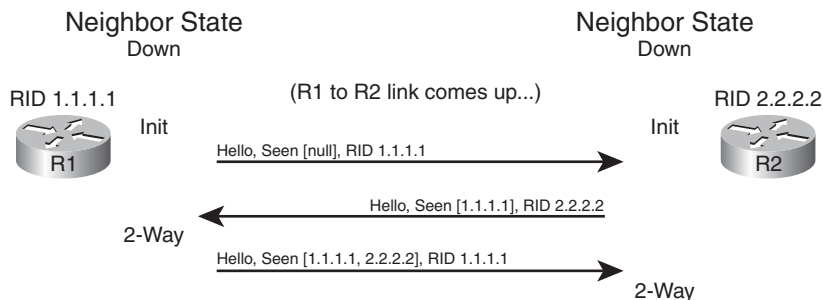 Neighbor State
Down
Neighbor State
Down
RID 1.1.1.1
(R1 to R2 link comes up...)
RID 2.2.2.2
Init
Init
R1
R2
Hello, Seen [null], RID 1.1.1.1
Hello, Seen [1.1.1.1], RID 2.2.2.2
2-Way
Hello, Seen [1.1.1.1, 2.2.2.2], RID 1.1.1.1
2-Way